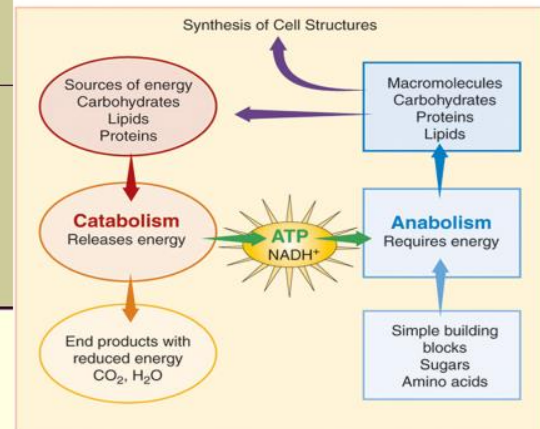 Synthesis of Cell Structures
Sources of energy
Carbohydrates
Lipids
Proteins
Macromolecules
Carbohydrates
Proteins
Lipids
Catabolism
Releases energy
ATP
NADH⁺
Anabolism
Requires energy
End products with
reduced energy
CO₂, H₂O
Simple building
blocks
Sugars
Amino acids